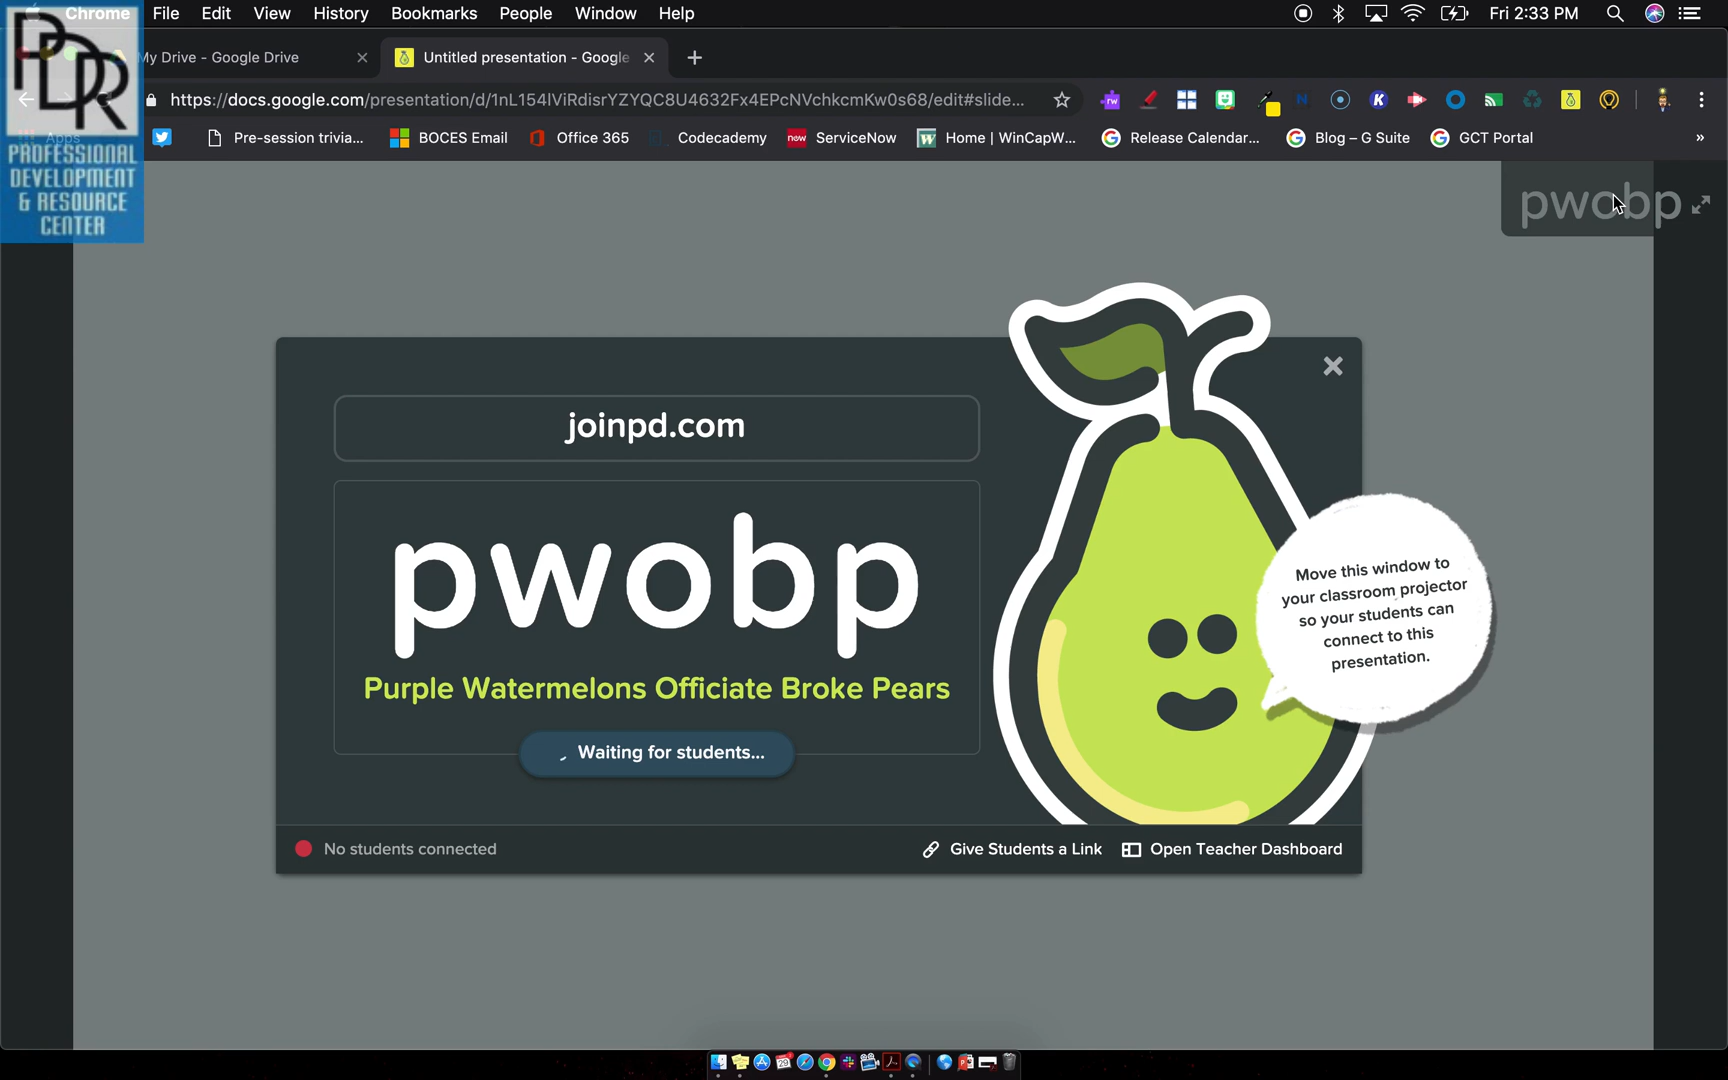 Chrome File Edit View History Bookmarks People Window Help Fri 2:33 PM
My Drive - Google Drive Untitled presentation - Google
https://docs.google.com/presentation/d/1nL154lViRdisrYZYQC8U4632Fx4EPcNVchkcmKw0s68/edit#slide...
Apps Pre-session trivia... BOCES Email Office 365 Codecademy now ServiceNow Home | WinCapW... Release Calendar... Blog – G Suite GCT Portal »
PDRC
PROFESSIONAL
DEVELOPMENT
& RESOURCE
CENTER
pwobp
joinpd.com
pwobp
Purple Watermelons Officiate Broke Pears
Waiting for students...
Move this window to
your classroom projector
so your students can
connect to this
presentation.
No students connected Give Students a Link Open Teacher Dashboard